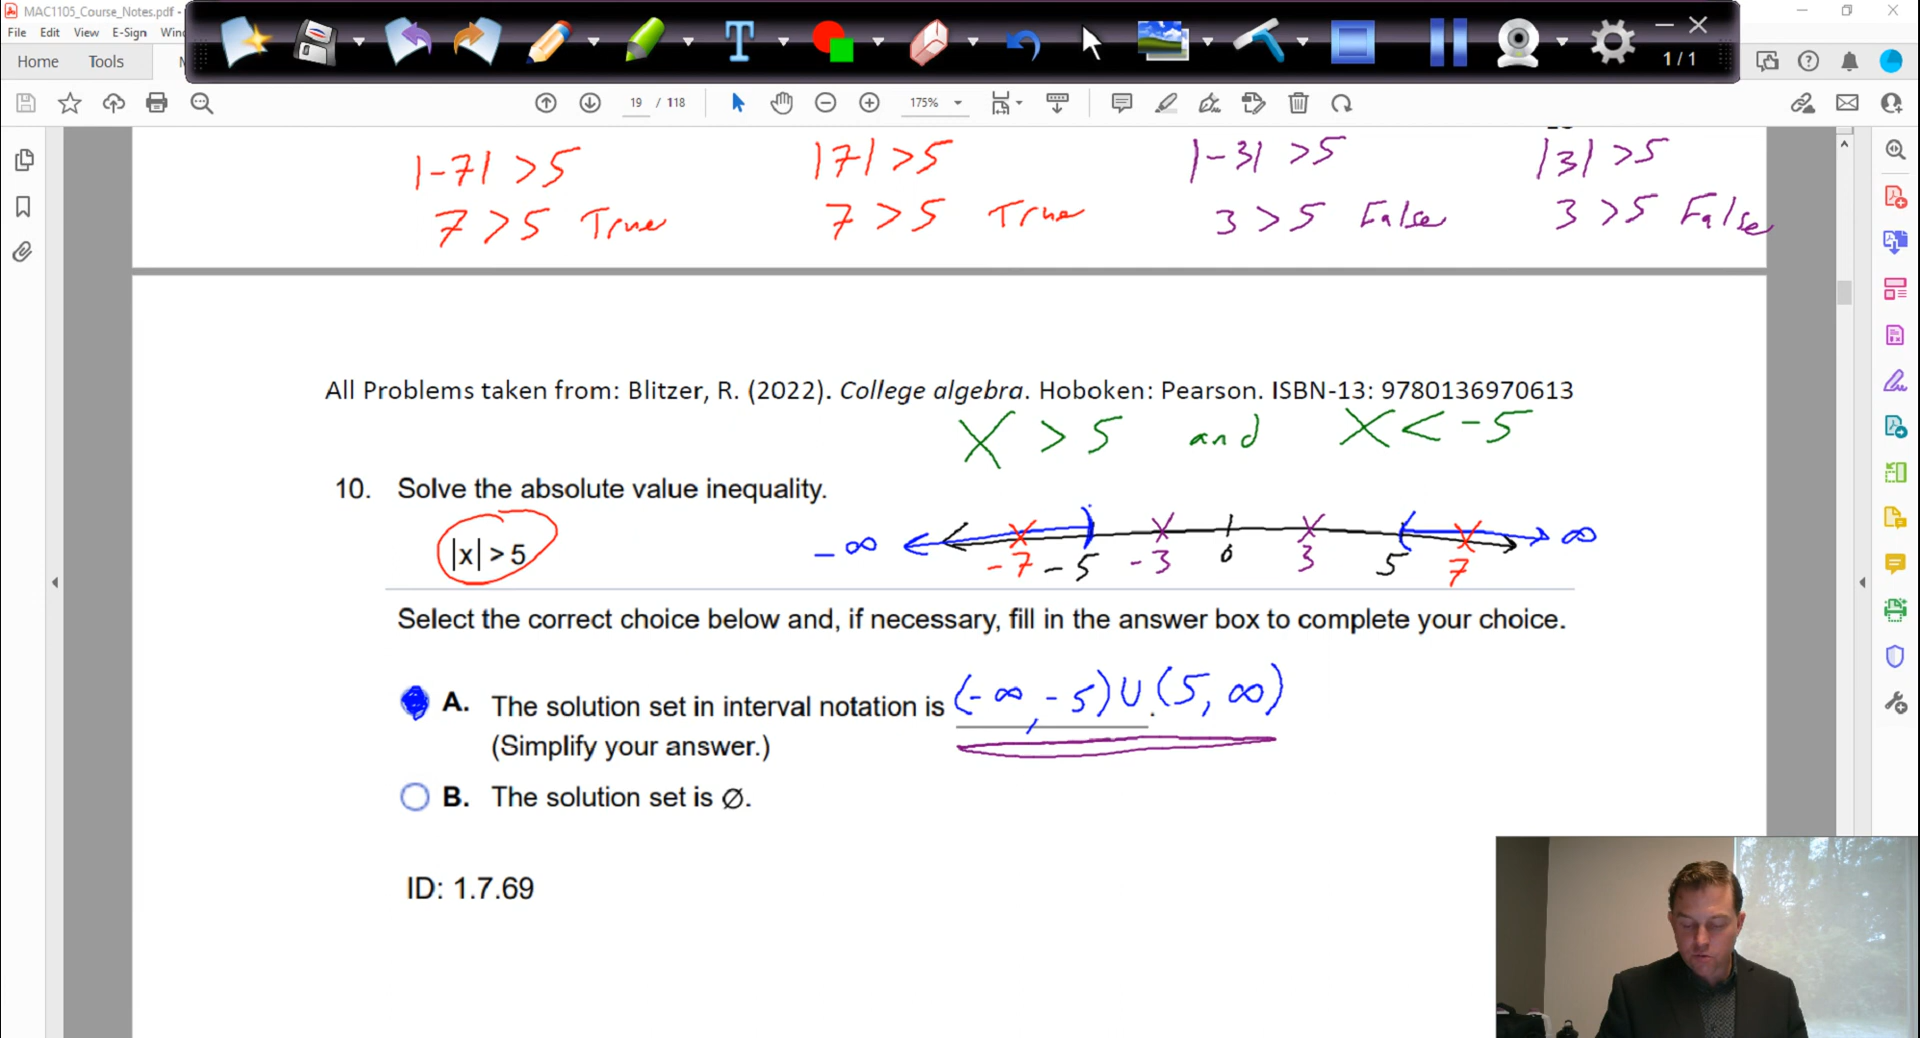 MAC1105_Course_Notes.pdf -
File Edit View E-Sign
Home Tools
1/1
19 / 118
175%
|-7| > 5 |7| > 5 |-3| > 5 |3| > 5
7 > 5 True 7 > 5 True 3 > 5 False 3 > 5 False
All Problems taken from: Blitzer, R. (2022). College algebra. Hoboken: Pearson. ISBN-13: 9780136970613
X > 5 and X < -5
10. Solve the absolute value inequality.
|x| > 5
-∞ -7 -5 -3 0 3 5 7 ∞
Select the correct choice below and, if necessary, fill in the answer box to complete your choice.
A. The solution set in interval notation is (-∞, -5) ∪ (5, ∞).
(Simplify your answer.)
B. The solution set is ∅.
ID: 1.7.69